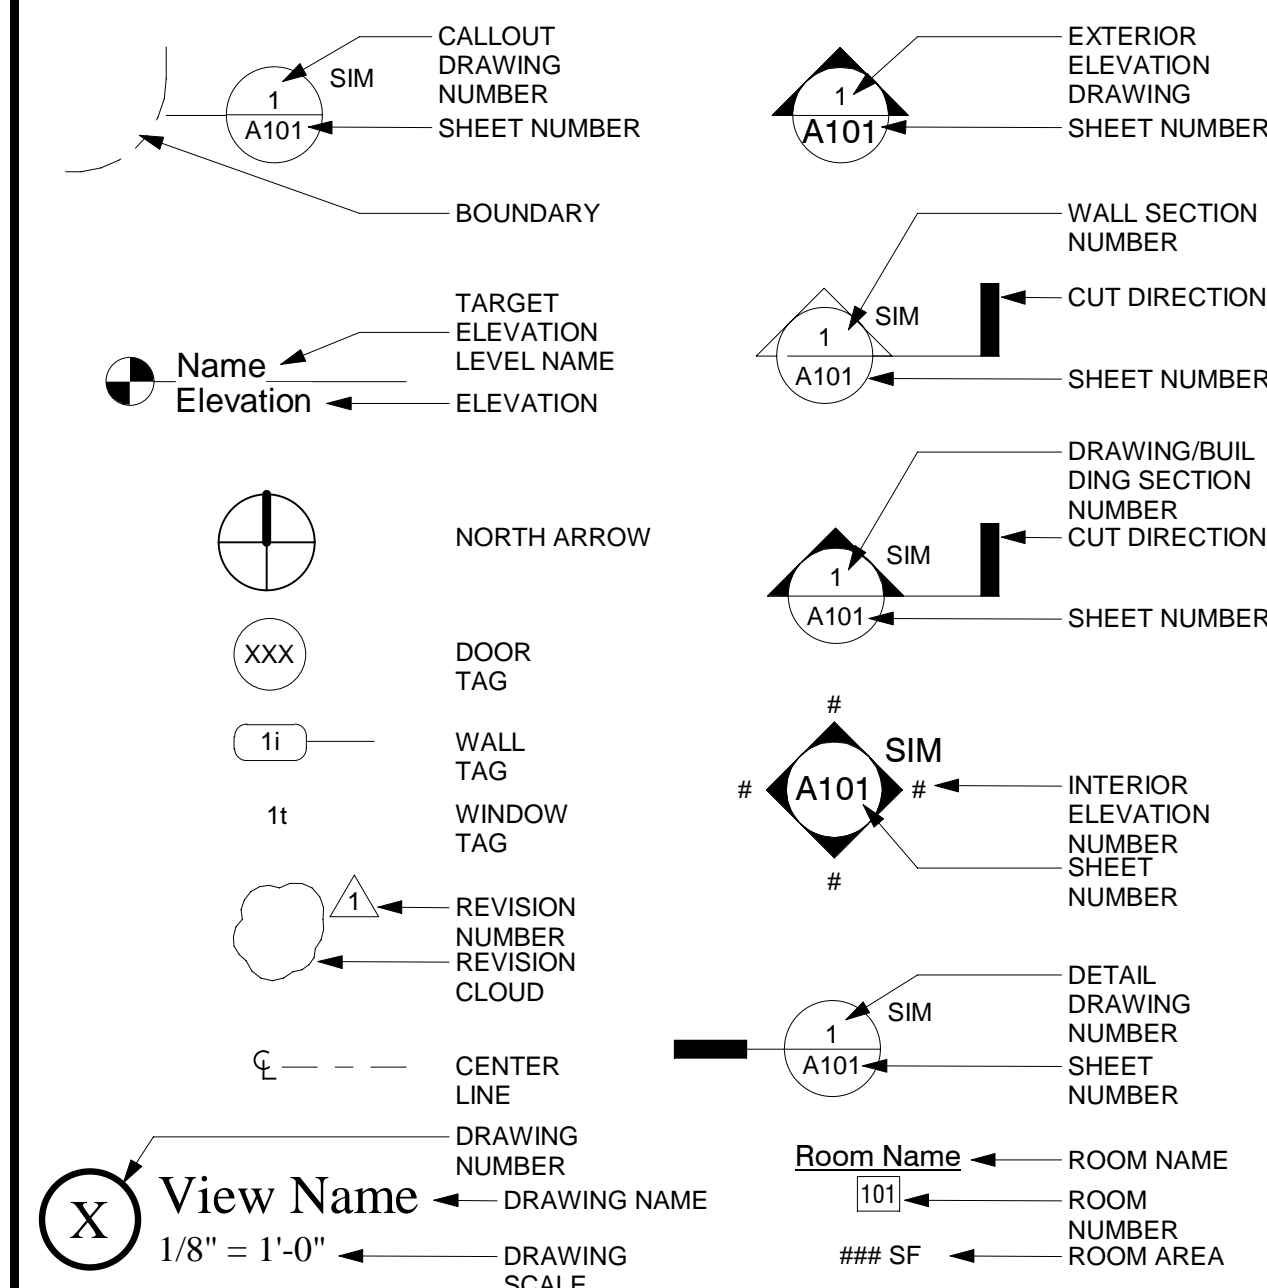 CALLOUT
DRAWING
NUMBER
SIM
1
A101
SHEET NUMBER
BOUNDARY
TARGET
ELEVATION
LEVEL NAME
Name
Elevation
ELEVATION
NORTH ARROW
XXX
DOOR
TAG
1i
WALL
TAG
1t
WINDOW
TAG
1
REVISION
NUMBER
REVISION
CLOUD
℄
CENTER
LINE
DRAWING
NUMBER
X
View Name
DRAWING NAME
1/8" = 1'-0"
DRAWING
SCALE
EXTERIOR
ELEVATION
DRAWING
1
A101
SHEET NUMBER
WALL SECTION
NUMBER
SIM
1
A101
CUT DIRECTION
SHEET NUMBER
DRAWING/BUIL
DING SECTION
NUMBER
CUT DIRECTION
SIM
1
A101
SHEET NUMBER
#
SIM
# A101 #
#
INTERIOR
ELEVATION
NUMBER
SHEET
NUMBER
DETAIL
DRAWING
NUMBER
SIM
1
A101
SHEET
NUMBER
Room Name
ROOM NAME
101
ROOM
NUMBER
### SF
ROOM AREA